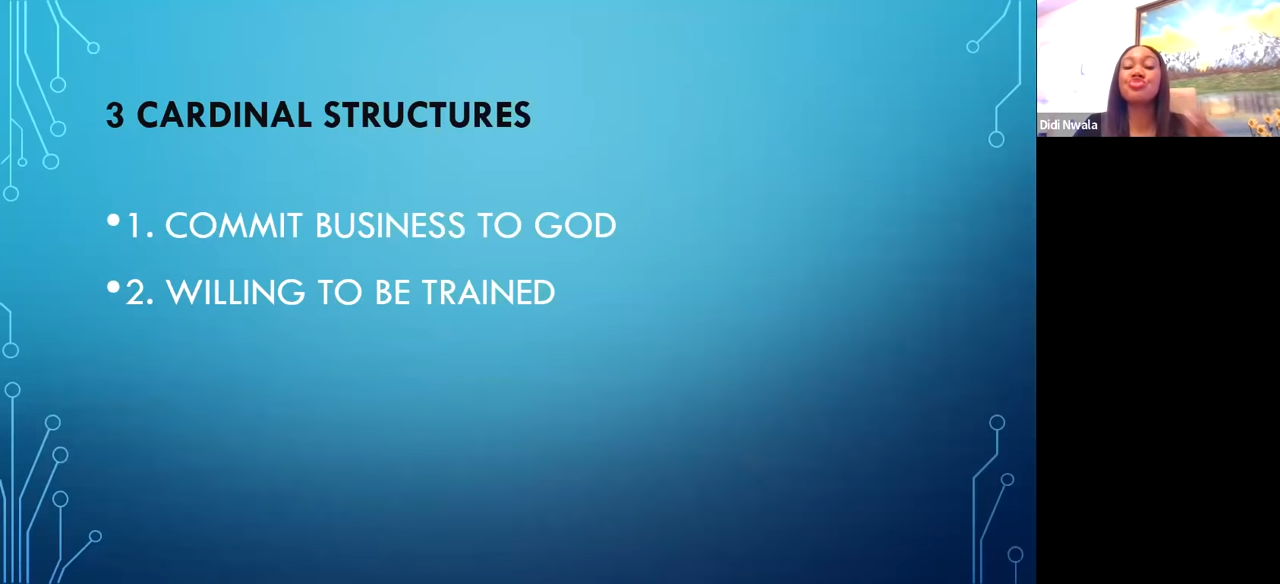 3 CARDINAL STRUCTURES
•1. COMMIT BUSINESS TO GOD
•2. WILLING TO BE TRAINED
Didi Nwala